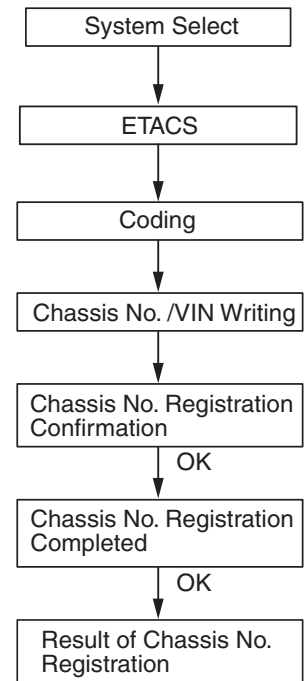 System Select
ETACS
Coding
Chassis No. /VIN Writing
Chassis No. Registration
Confirmation
OK
Chassis No. Registration
Completed
OK
Result of Chassis No.
Registration